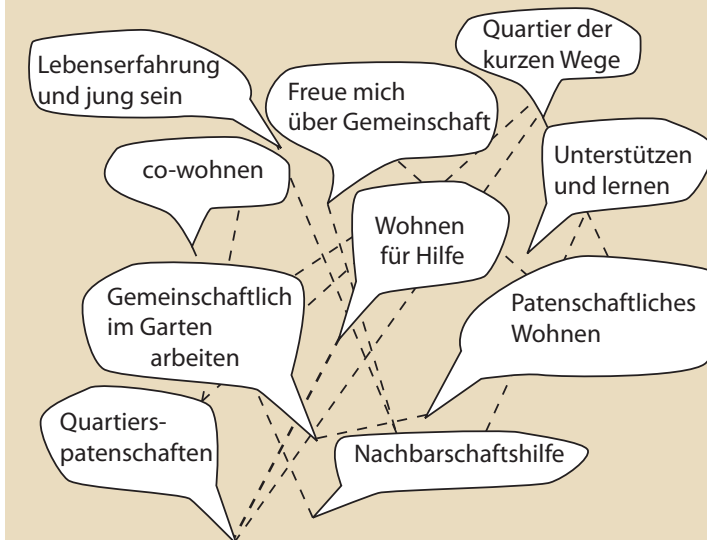 Quartier der
kurzen Wege
Lebenserfahrung
und jung sein
Freue mich
über Gemeinschaft
co-wohnen
Unterstützen
und lernen
Wohnen
für Hilfe
Gemeinschaftlich
im Garten
arbeiten
Patenschaftliches
Wohnen
Quartiers-
patenschaften
Nachbarschaftshilfe